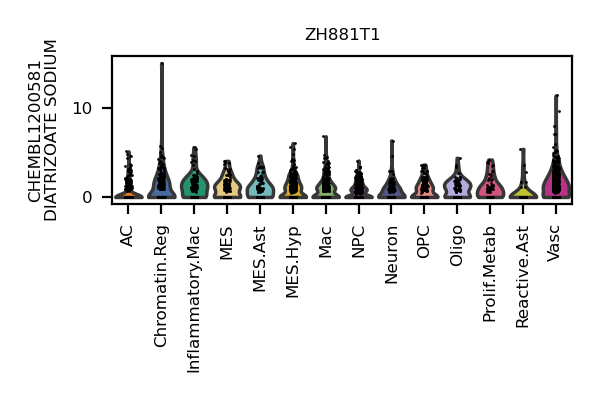 ZH881T1
CHEMBL1200581
DIATRIZOATE SODIUM
10
0
AC
Chromatin.Reg
Inflammatory.Mac
MES
MES.Ast
MES.Hyp
Mac
NPC
Neuron
OPC
Oligo
Prolif.Metab
Reactive.Ast
Vasc